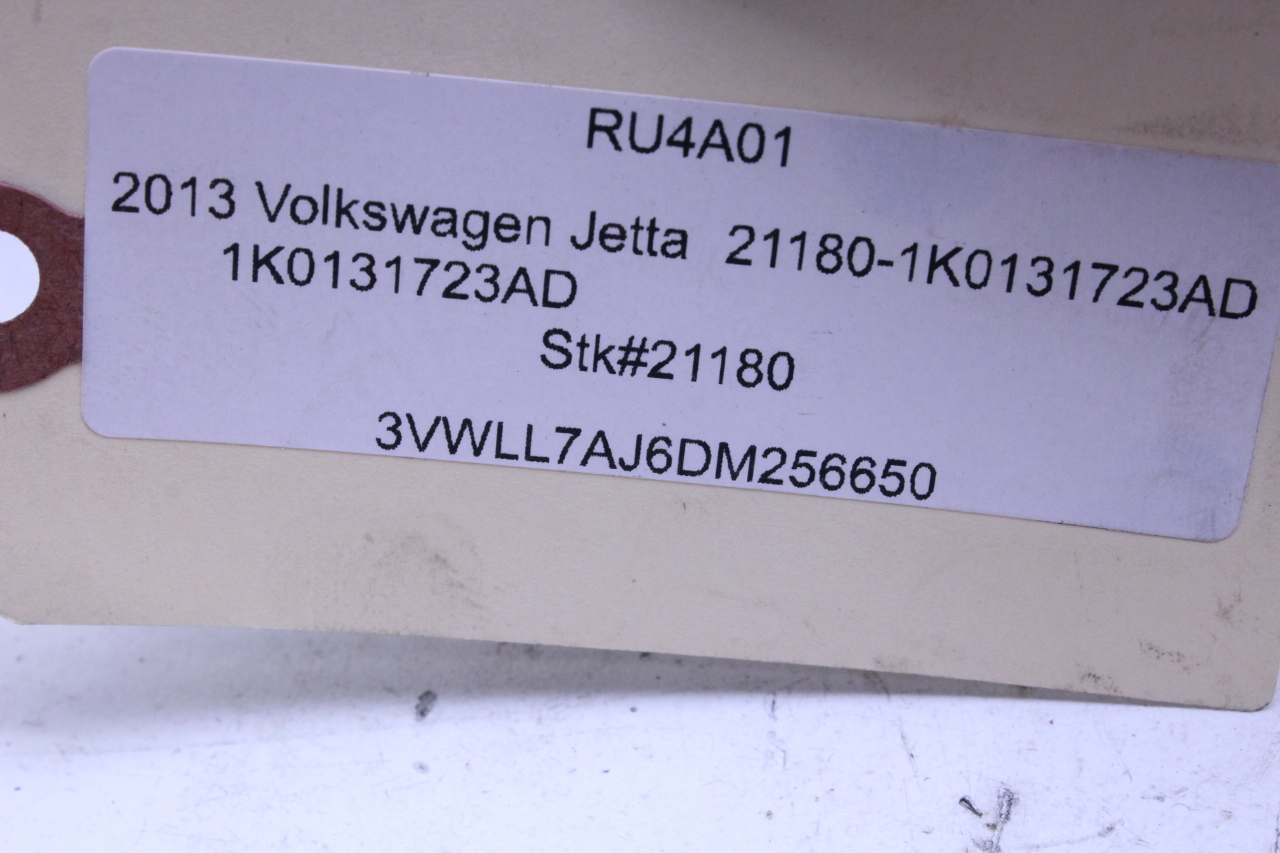 RU4A01
2013 Volkswagen Jetta 21180-1K0131723AD
1K0131723AD
Stk#21180
3VWLL7AJ6DM256650